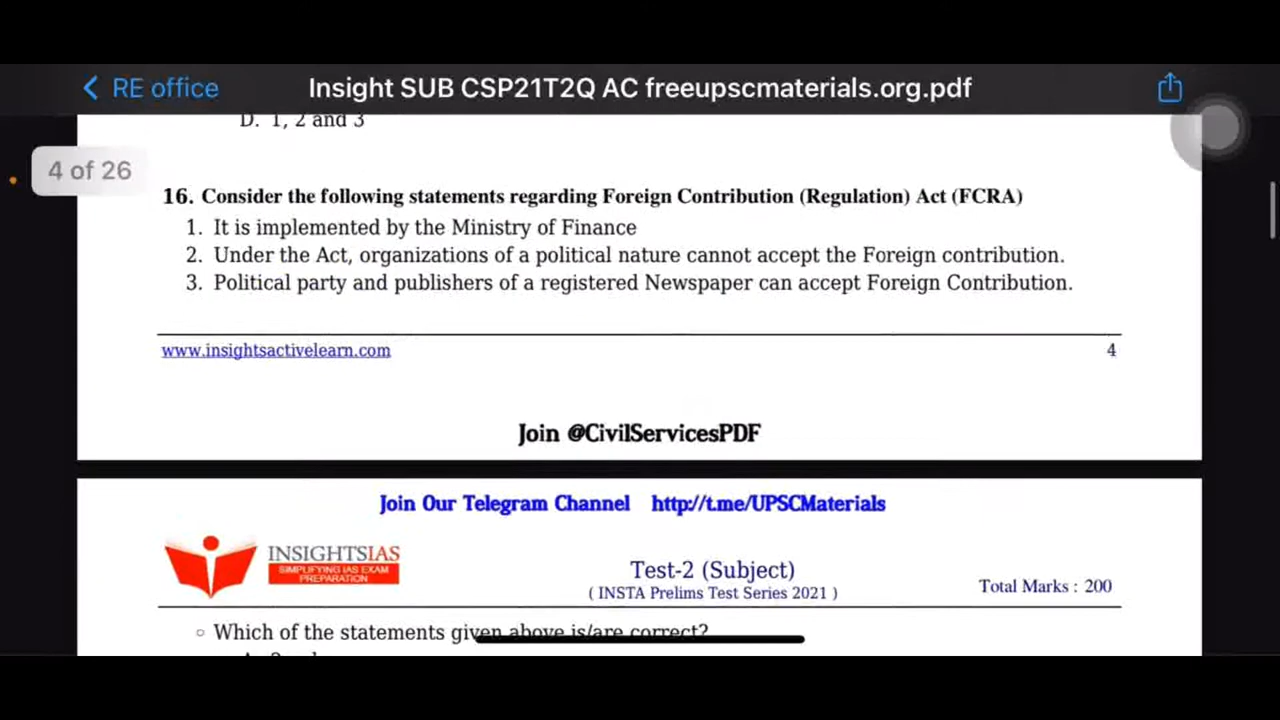 RE office
Insight SUB CSP21T2Q AC freeupscmaterials.org.pdf
D. 1, 2 and 3
4 of 26
16. Consider the following statements regarding Foreign Contribution (Regulation) Act (FCRA)
1. It is implemented by the Ministry of Finance
2. Under the Act, organizations of a political nature cannot accept the Foreign contribution.
3. Political party and publishers of a registered Newspaper can accept Foreign Contribution.
www.insightsactivelearn.com
4
Join @CivilServicesPDF
Join Our Telegram Channel http://t.me/UPSCMaterials
INSIGHTSIAS
SIMPLIFYING IAS EXAM
PREPARATION
Test-2 (Subject)
( INSTA Prelims Test Series 2021 )
Total Marks : 200
Which of the statements given above is/are correct?